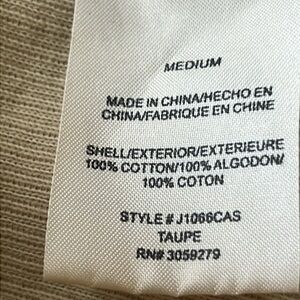 MEDIUM
MADE IN CHINA/HECHO EN
CHINA/FABRIQUE EN CHINE
SHELL/EXTERIOR/EXTERIEURE
100% COTTON/100% ALGODON/
100% COTON
STYLE # J1066CAS
TAUPE
RN# 3059279